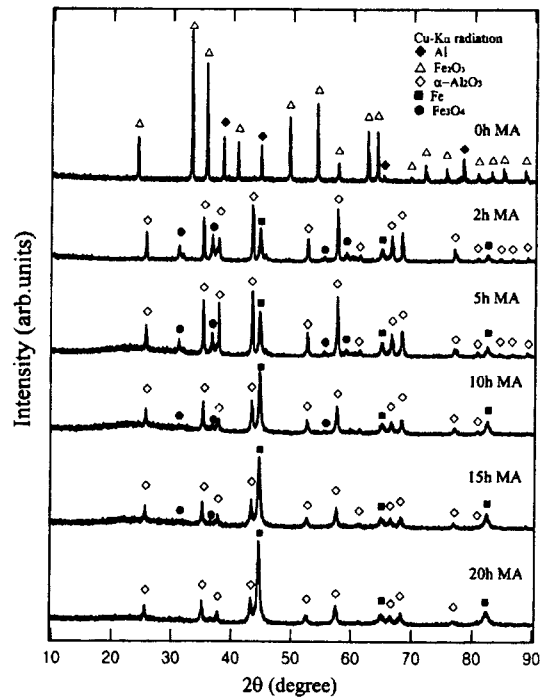 Cu-Kα radiation
◆ Al
△ Fe₂O₃
◇ α-Al₂O₃
■ Fe
● Fe₃O₄
0h MA
2h MA
5h MA
10h MA
15h MA
20h MA
Intensity (arb.units)
10 20 30 40 50 60 70 80 90
2θ (degree)